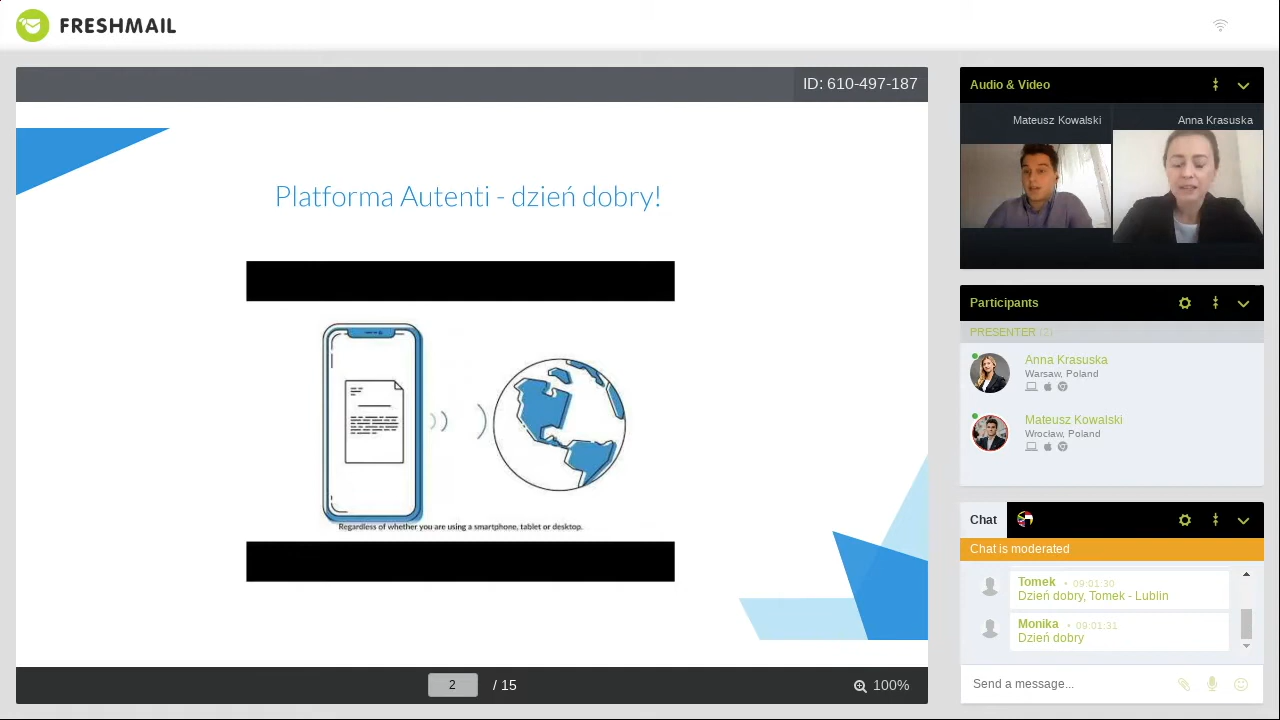 FRESHMAIL
ID: 610-497-187
Platforma Autenti - dzień dobry!
Regardless of whether you are using a smartphone, tablet or desktop.
2 / 15
100%
Audio & Video
Mateusz Kowalski
Anna Krasuska
Participants
PRESENTER (2)
Anna Krasuska
Warsaw, Poland
Mateusz Kowalski
Wrocław, Poland
Chat
Chat is moderated
Tomek • 09:01:30
Dzień dobry, Tomek - Lublin
Monika • 09:01:31
Dzień dobry
Send a message...